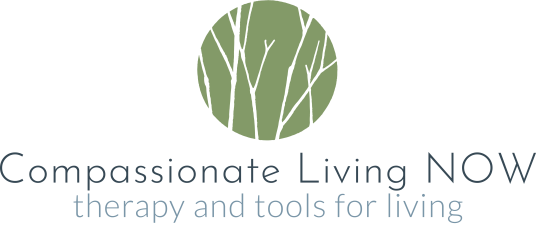 Compassionate Living NOW
therapy and tools for living